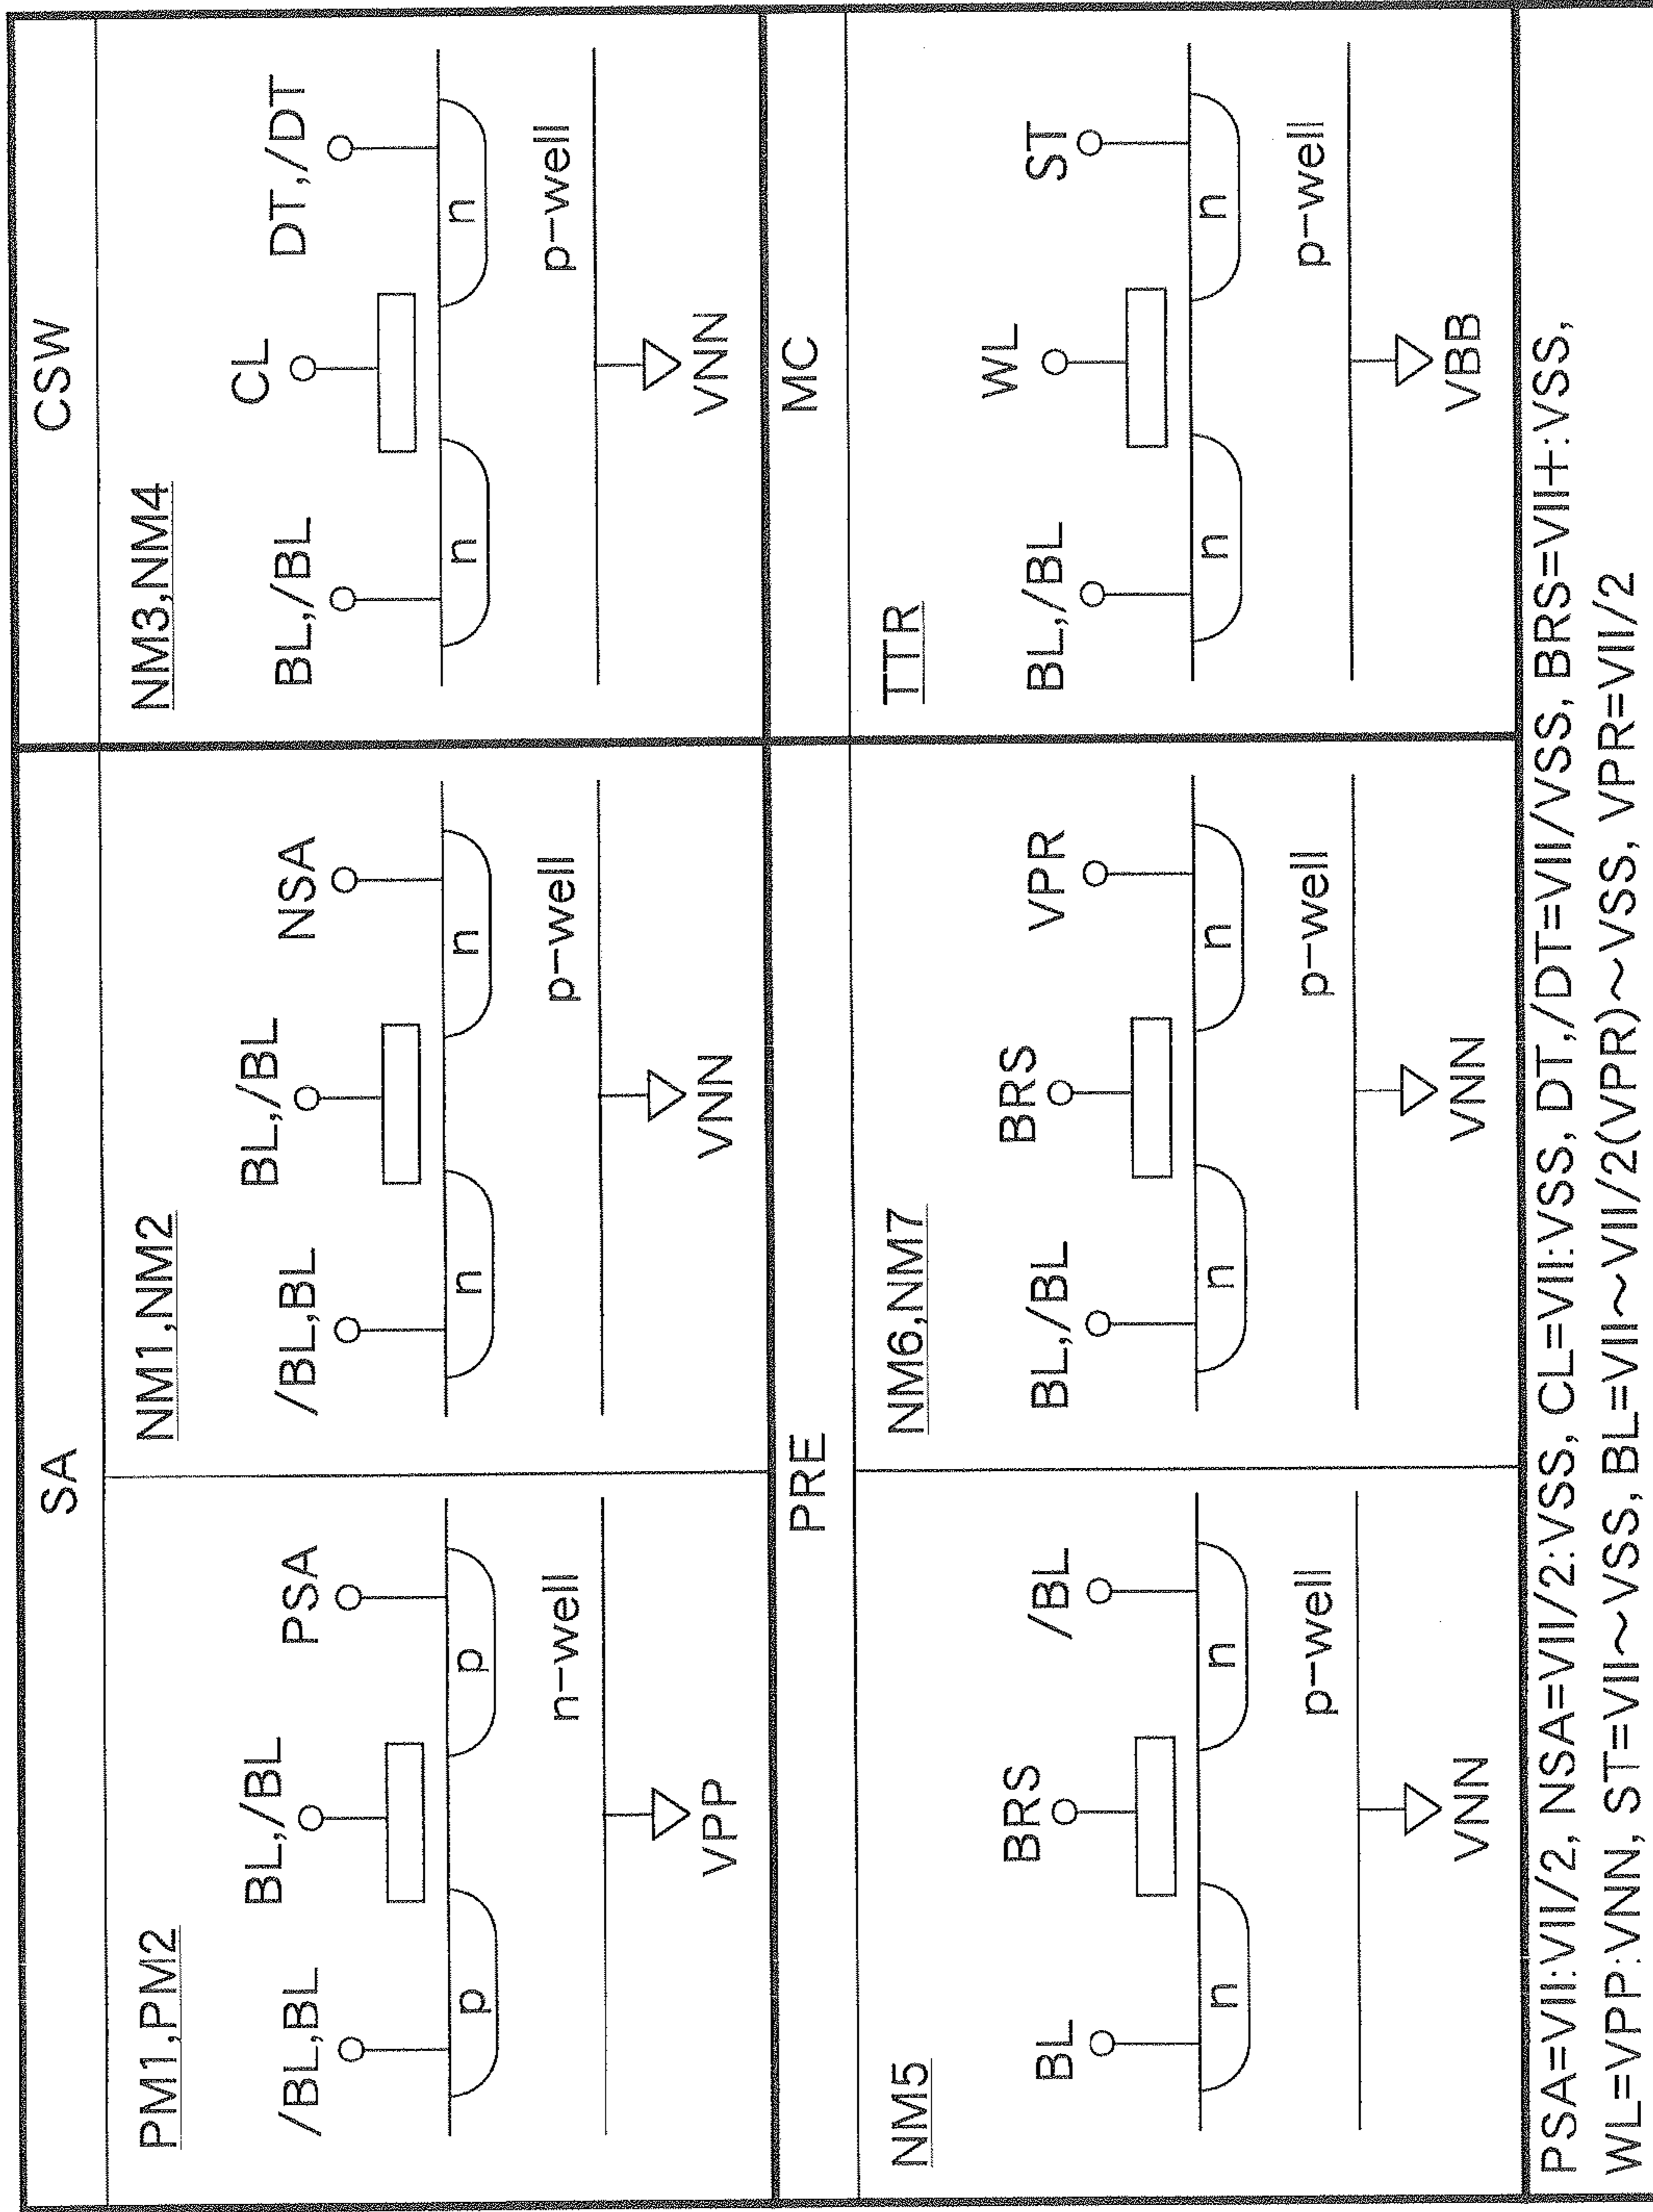 SA
CSW
PM1,PM2
/BL,BL
BL,/BL
PSA
p
p
n-well
VPP
NM1,NM2
/BL,BL
BL,/BL
NSA
n
n
p-well
VNN
NM3,NM4
BL,/BL
CL
DT,/DT
n
n
p-well
VNN
PRE
MC
NM5
BL
BRS
/BL
n
n
p-well
VNN
NM6,NM7
BL,/BL
BRS
VPR
n
n
p-well
VNN
TTR
BL,/BL
WL
ST
n
n
p-well
VBB
PSA=VII:VII/2, NSA=VII/2:VSS, CL=VII:VSS, DT,/DT=VII/VSS, BRS=VII+:VSS,
WL=VPP:VNN, ST=VII~VSS, BL=VII~VII/2(VPR)~VSS, VPR=VII/2